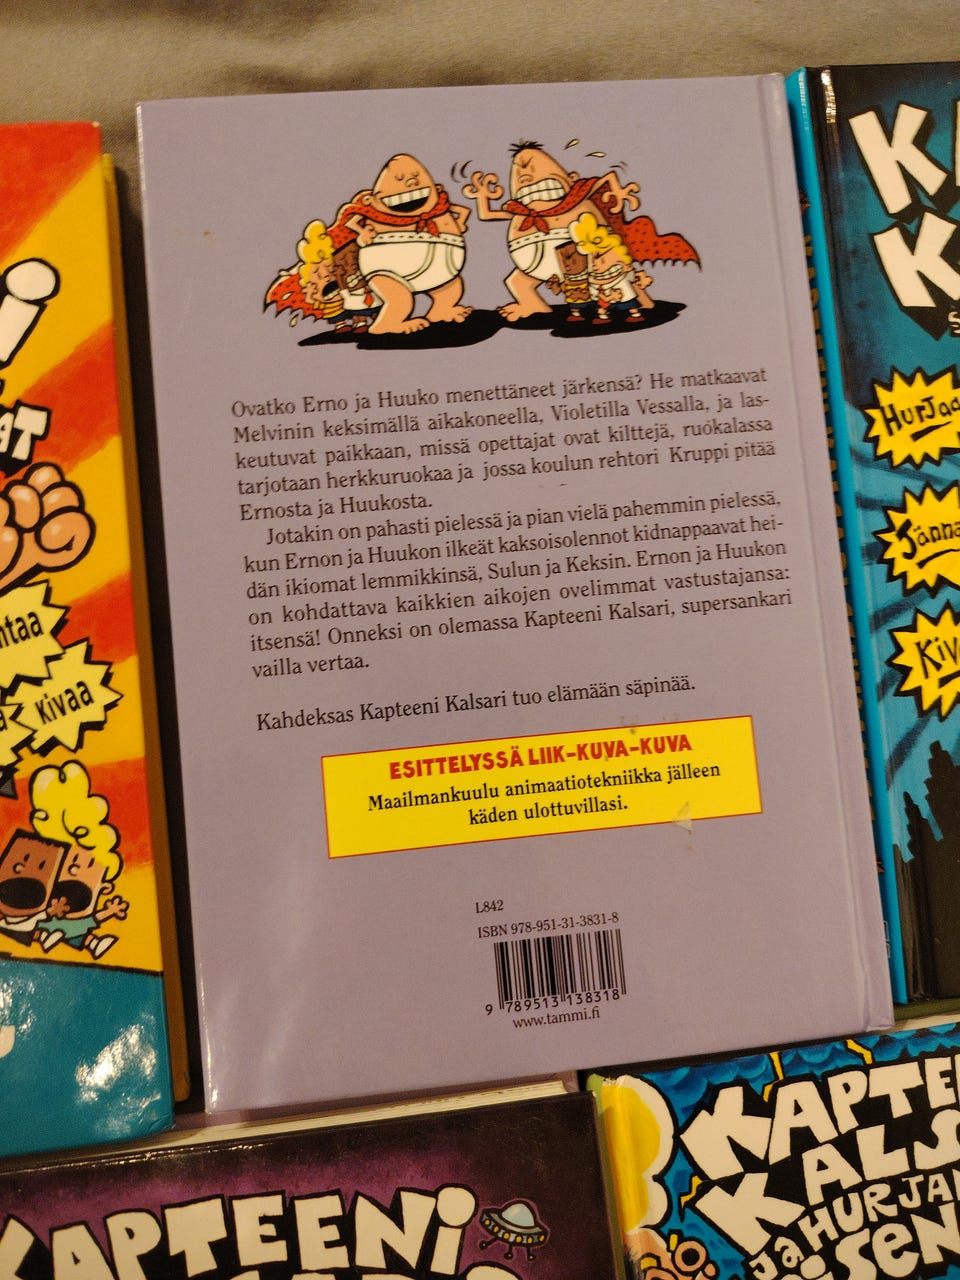 Ovatko Erno ja Huuko menettäneet järkensä? He matkaavat
Melvinin keksimällä aikakoneella, Violetilla Vessalla, ja las-
keutuvat paikkaan, missä opettajat ovat kilttejä, ruokalassa
tarjotaan herkkuruokaa ja jossa koulun rehtori Kruppi pitää
Ernosta ja Huukosta.
Jotakin on pahasti pielessä ja pian vielä pahemmin pielessä,
kun Ernon ja Huukon ilkeät kaksoisolennot kidnappaavat hei-
dän ikiomat lemmikkinsä, Sulun ja Keksin. Ernon ja Huukon
on kohdattava kaikkien aikojen ovelimmat vastustajansa:
itsensä! Onneksi on olemassa Kapteeni Kalsari, supersankari
vailla vertaa.
Kahdeksas Kapteeni Kalsari tuo elämään säpinää.
ESITTELYSSÄ LIIK-KUVA-KUVA
Maailmankuulu animaatiotekniikka jälleen
käden ulottuvillasi.
L842
ISBN 978-951-31-3831-8
9 789513 138318
www.tammi.fi
Kivaa
KAPTEENI
JA HURJAN